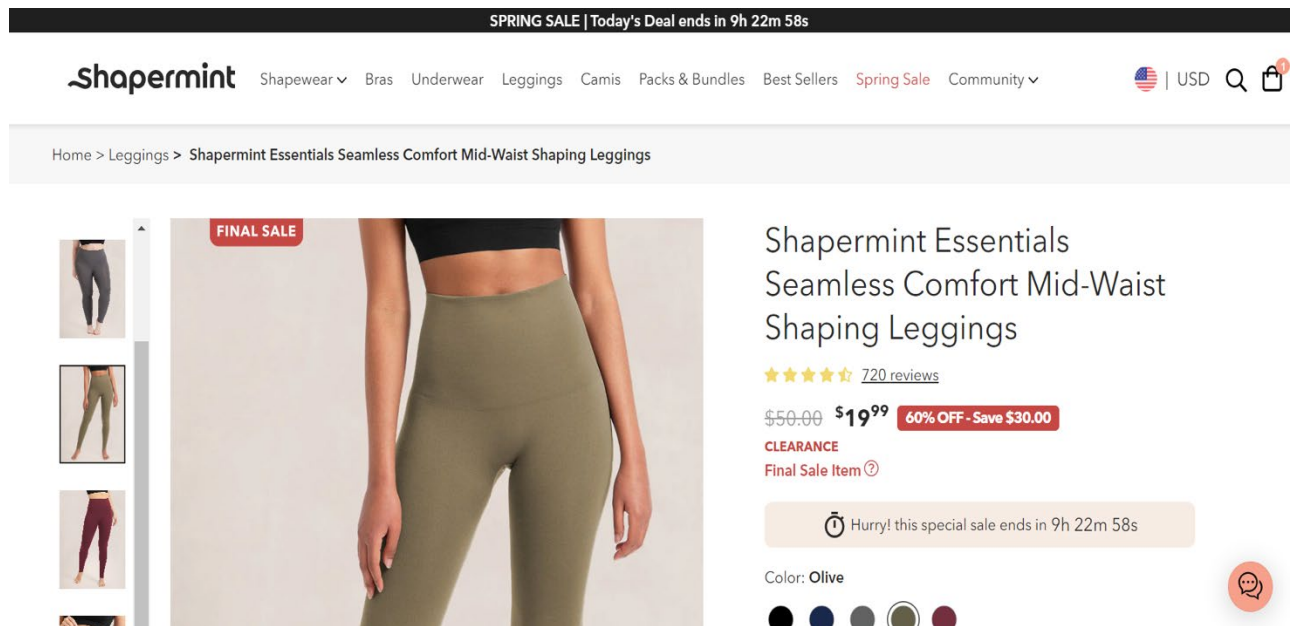 SPRING SALE | Today's Deal ends in 9h 22m 58s
shapermint Shapewear Bras Underwear Leggings Camis Packs & Bundles Best Sellers Spring Sale Community | USD 1
Home > Leggings > Shapermint Essentials Seamless Comfort Mid-Waist Shaping Leggings
FINAL SALE
Shapermint Essentials
Seamless Comfort Mid-Waist
Shaping Leggings
720 reviews
$50.00 $1999 60% OFF - Save $30.00
CLEARANCE
Final Sale Item ?
Hurry! this special sale ends in 9h 22m 58s
Color: Olive